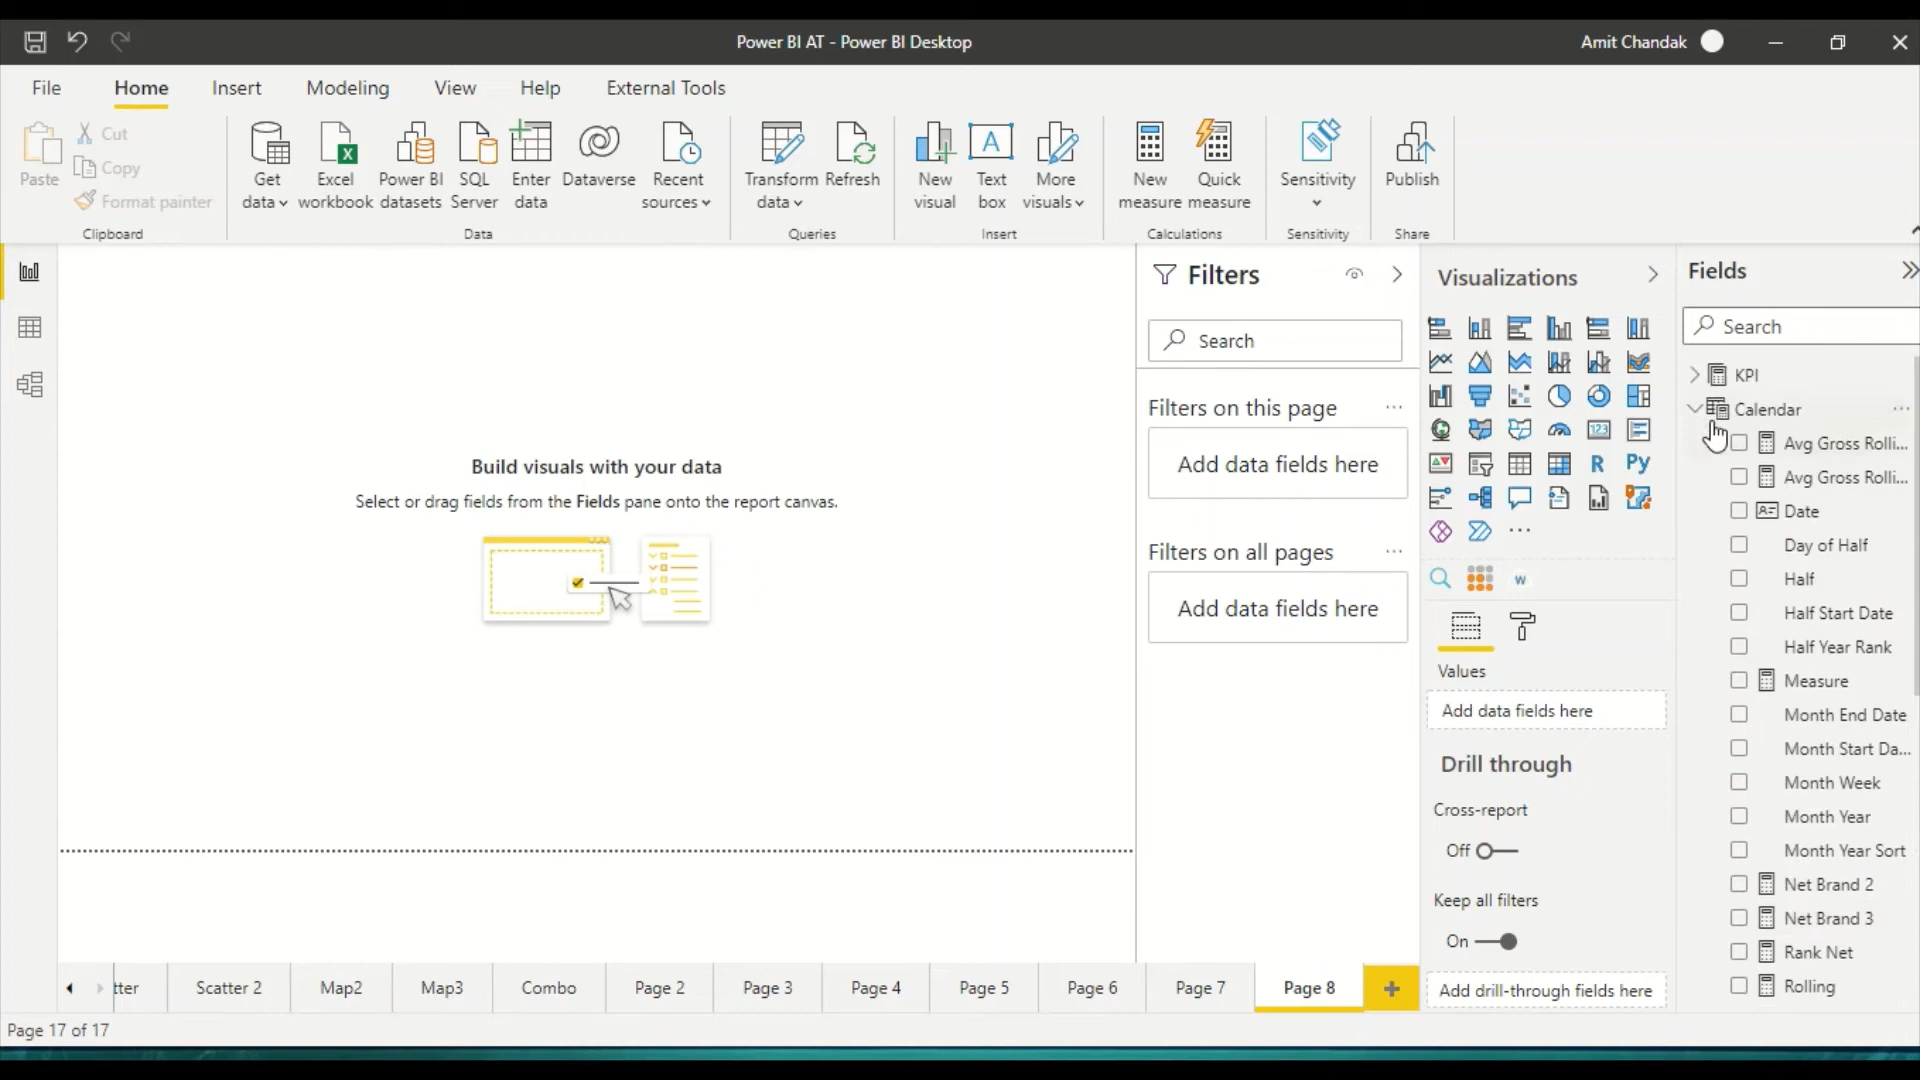 Power BI AT - Power BI Desktop
Amit Chandak
File Home Insert Modeling View Help External Tools
Paste
Cut
Copy
Format painter
Clipboard
Get data
Excel workbook
Power BI datasets
SQL Server
Enter data
Dataverse
Recent sources
Data
Transform data
Refresh
Queries
New visual
Text box
More visuals
Insert
New measure
Quick measure
Calculations
Sensitivity
Sensitivity
Publish
Share
Build visuals with your data
Select or drag fields from the Fields pane onto the report canvas.
Filters
Search
Filters on this page
Add data fields here
Filters on all pages
Add data fields here
Visualizations
123
R
Py
W
Values
Add data fields here
Drill through
Cross-report
Off
Keep all filters
On
Add drill-through fields here
Fields
Search
KPI
Calendar
Avg Gross Rolli...
Avg Gross Rolli...
Date
Day of Half
Half
Half Start Date
Half Year Rank
Measure
Month End Date
Month Start Da...
Month Week
Month Year
Month Year Sort
Net Brand 2
Net Brand 3
Rank Net
Rolling
tter Scatter 2 Map2 Map3 Combo Page 2 Page 3 Page 4 Page 5 Page 6 Page 7 Page 8 +
Page 17 of 17